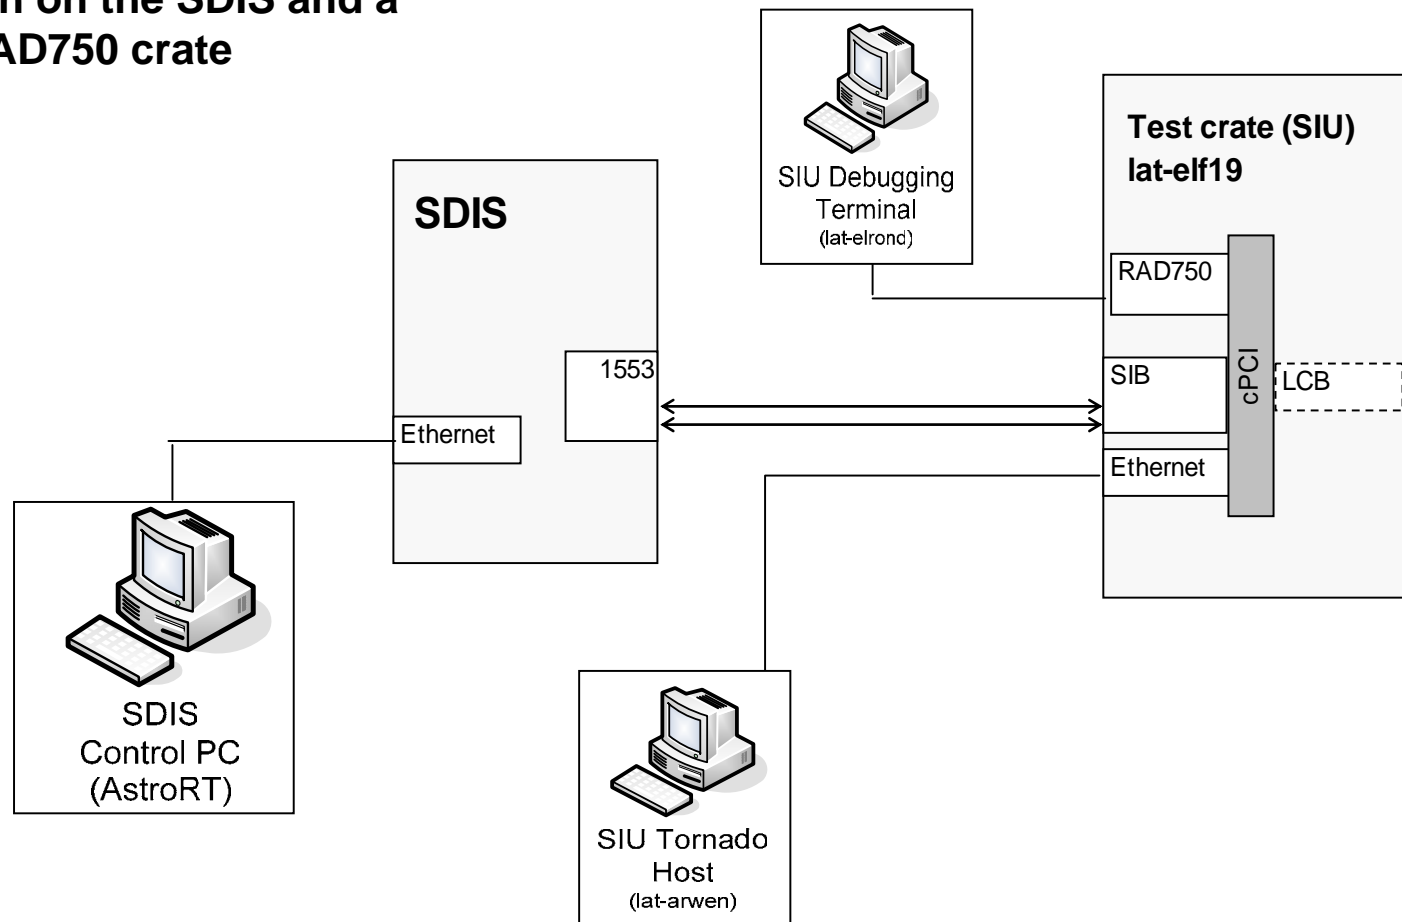 on the SDIS and a
RAD750 crate
SDIS
1553
Ethernet
SDIS
Control PC
(AstroRT)
SIU Debugging
Terminal
(lat-elrond)
Test crate (SIU)
lat-elf19
RAD750
SIB
Ethernet
cPCI
LCB
SIU Tornado
Host
(lat-arwen)